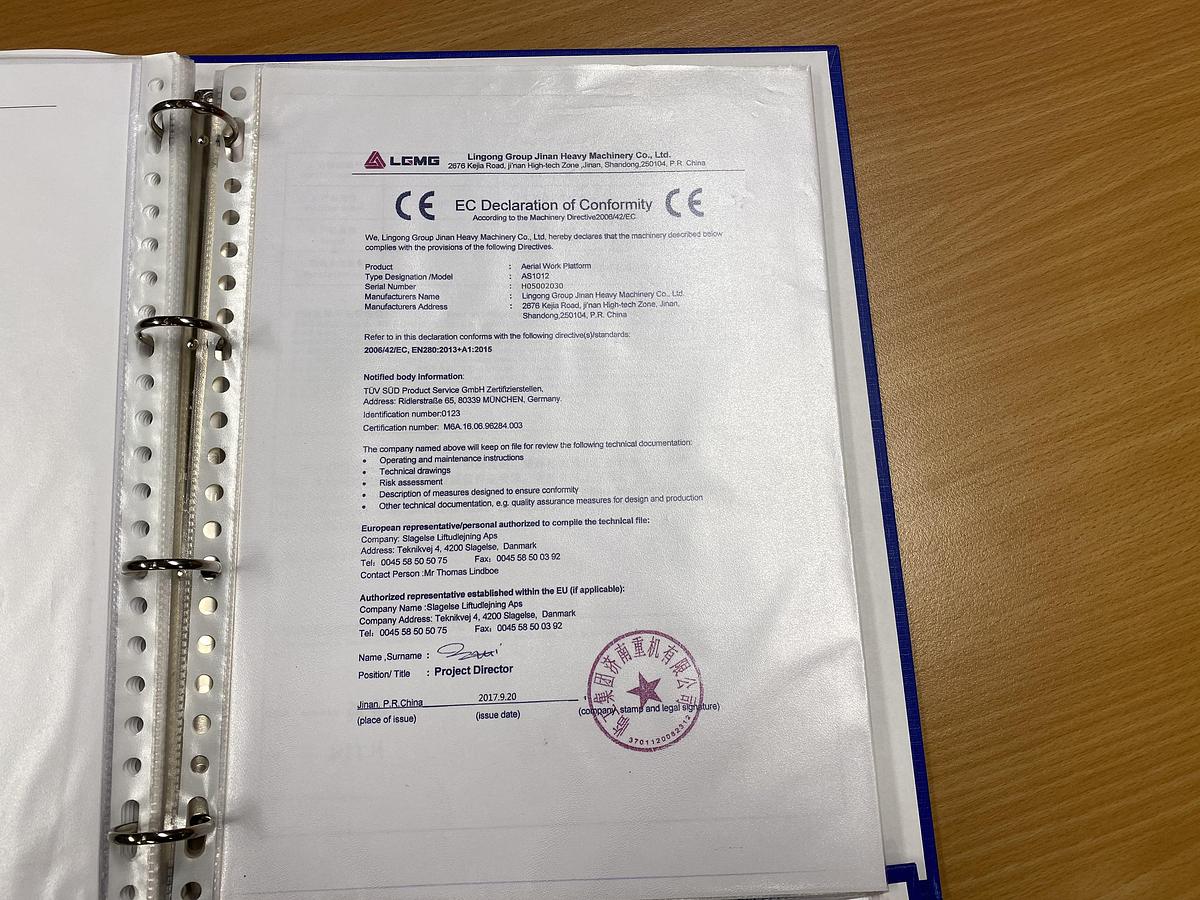 LGMG
Lingong Group Jinan Heavy Machinery Co., Ltd.
2676 Kejia Road, ji'nan High-tech Zone ,Jinan, Shandong,250104, P.R. China
CE EC Declaration of Conformity CE
According to the Machinery Directive2006/42/EC
We, Lingong Group Jinan Heavy Machinery Co., Ltd, hereby declares that the machinery described below
complies with the provisions of the following Directives.
Product : Aerial Work Platform
Type Designation /Model : AS1012
Serial Number : H05002030
Manufacturers Name : Lingong Group Jinan Heavy Machinery Co., Ltd.
Manufacturers Address : 2676 Kejia Road, ji'nan High-tech Zone, Jinan,
Shandong,250104, P.R. China
Refer to in this declaration conforms with the following directive(s)/standards:
2006/42/EC, EN280:2013+A1:2015
Notified body Information:
TÜV SÜD Product Service GmbH Zertifizierstellen,
Address: Ridlerstraße 65, 80339 MÜNCHEN, Germany.
Identification number:0123
Certification number: M6A.16.06.96284.003
The company named above will keep on file for review the following technical documentation:
• Operating and maintenance instructions
• Technical drawings
• Risk assessment
• Description of measures designed to ensure conformity
• Other technical documentation, e.g. quality assurance measures for design and production
European representative/personal authorized to compile the technical file:
Company: Slagelse Liftudlejning Aps
Address: Teknikvej 4, 4200 Slagelse, Danmark
Tel: 0045 58 50 50 75 Fax: 0045 58 50 03 92
Contact Person :Mr Thomas Lindboe
Authorized representative established within the EU (if applicable):
Company Name :Slagelse Liftudlejning Aps
Company Address: Teknikvej 4, 4200 Slagelse, Danmark
Tel: 0045 58 50 50 75 Fax: 0045 58 50 03 92
Name ,Surname :
Position/ Title : Project Director
Jinan, P.R.China 2017.9.20
(place of issue) (issue date) (company stamp and legal signature)
临工集团济南重机有限公司
3701120082312